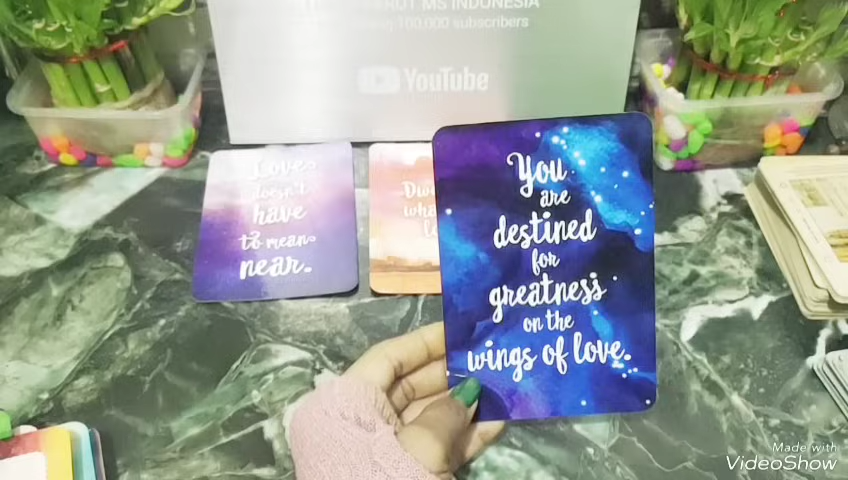 MS INDONESIA
100.000 subscribers
YouTube
Love
doesn't
have
to mean
near.
You
are
destined
for
greatness
on the
wings of love.
Made with
VideoShow